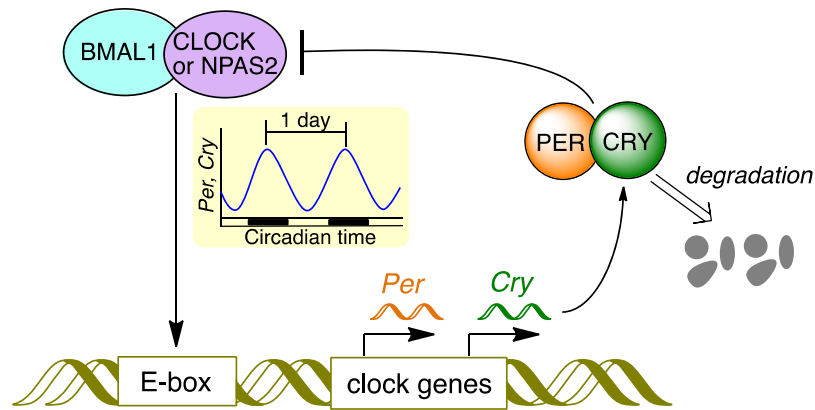 BMAL1
CLOCK
or NPAS2
1 day
Per, Cry
Circadian time
PER
CRY
degradation
Per
Cry
E-box
clock genes